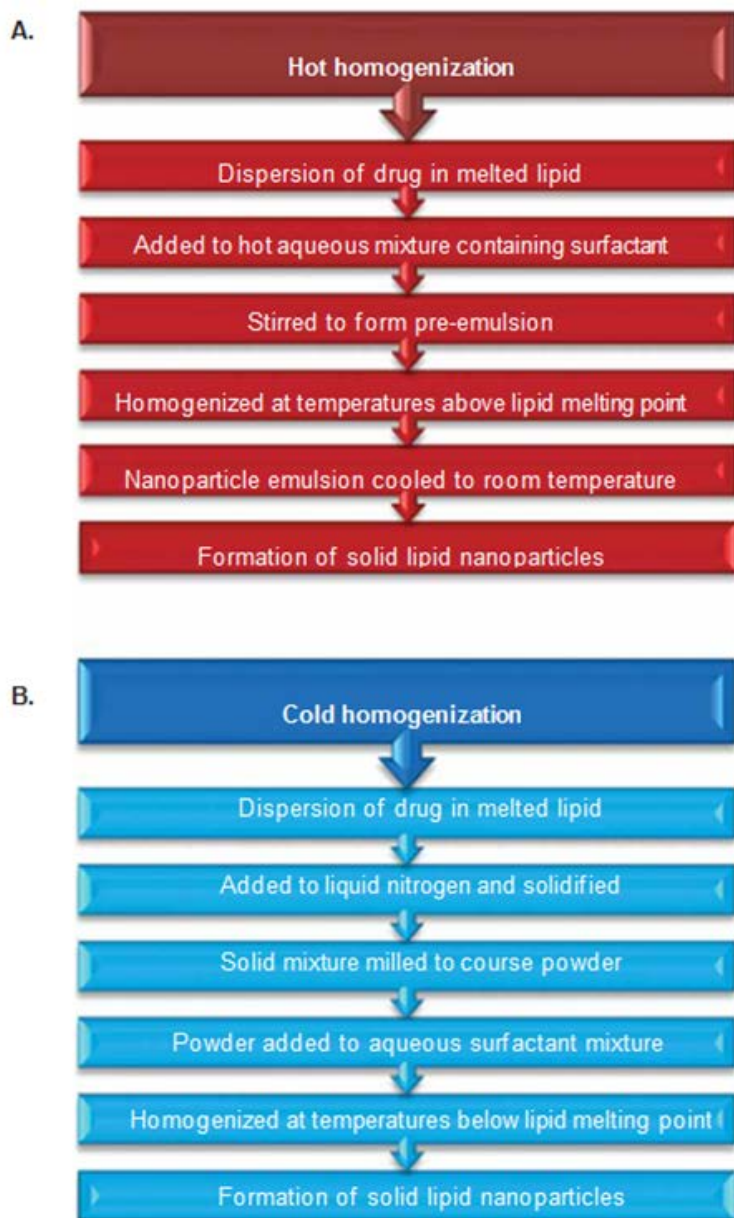 A.
Hot homogenization
Dispersion of drug in melted lipid
Added to hot aqueous mixture containing surfactant
Stirred to form pre-emulsion
Homogenized at temperatures above lipid melting point
Nanoparticle emulsion cooled to room temperature
Formation of solid lipid nanoparticles
B.
Cold homogenization
Dispersion of drug in melted lipid
Added to liquid nitrogen and solidified
Solid mixture milled to course powder
Powder added to aqueous surfactant mixture
Homogenized at temperatures below lipid melting point
Formation of solid lipid nanoparticles